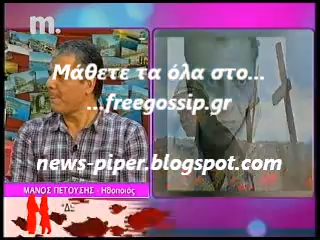 m.
Μάθετε τα όλα στο...
...freegossip.gr
news-piper.blogspot.com
ΜΑΝΟΣ ΠΕΤΟΥΣΗΣ - Ηθοποιός